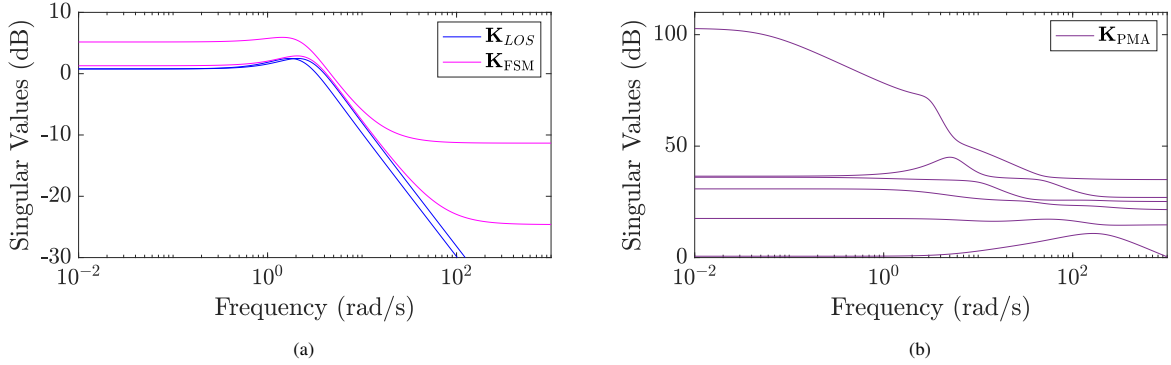 10
5
0
-10
-20
-30
Singular Values (dB)
10^-2
10^0
10^2
Frequency (rad/s)
K_LOS
K_FSM
(a)
100
50
0
Singular Values (dB)
10^-2
10^0
10^2
Frequency (rad/s)
K_PMA
(b)